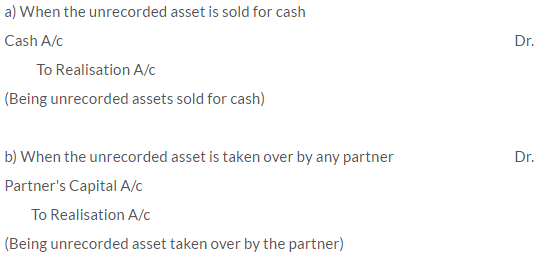 a) When the unrecorded asset is sold for cash
Cash A/c Dr.
To Realisation A/c
(Being unrecorded assets sold for cash)
b) When the unrecorded asset is taken over by any partner Dr.
Partner's Capital A/c
To Realisation A/c
(Being unrecorded asset taken over by the partner)